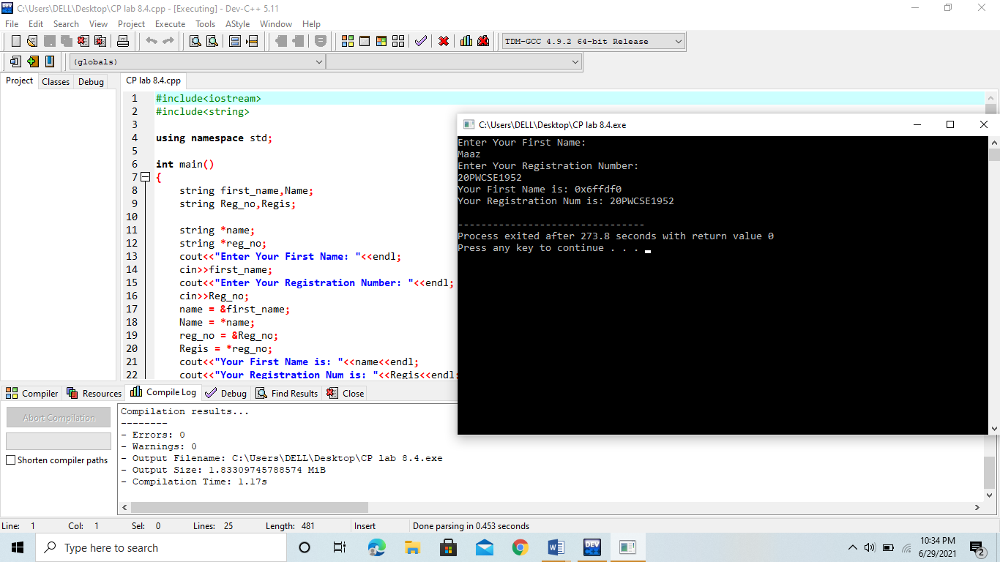 C:\Users\DELL\Desktop\CP lab 8.4.cpp - [Executing] - Dev-C++ 5.11
File Edit Search View Project Execute Tools AStyle Window Help
TDM-GCC 4.9.2 64-bit Release
(globals)
Project Classes Debug
CP lab 8.4.cpp
1 #include<iostream>
2 #include<string>
3
4 using namespace std;
5
6 int main()
7 {
8 string first_name,Name;
9 string Reg_no,Regis;
10
11 string *name;
12 string *reg_no;
13 cout<<"Enter Your First Name: "<<endl;
14 cin>>first_name;
15 cout<<"Enter Your Registration Number: "<<endl;
16 cin>>Reg_no;
17 name = &first_name;
18 Name = *name;
19 reg_no = &Reg_no;
20 Regis = *reg_no;
21 cout<<"Your First Name is: "<<name<<endl;
22 cout<<"Your Registration Num is: "<<Regis<<endl;
C:\Users\DELL\Desktop\CP lab 8.4.exe
Enter Your First Name:
Maaz
Enter Your Registration Number:
20PWCSE1952
Your First Name is: 0x6ffdf0
Your Registration Num is: 20PWCSE1952
--------------------------------
Process exited after 273.8 seconds with return value 0
Press any key to continue . . .
Compiler Resources Compile Log Debug Find Results Close
Abort Compilation
Shorten compiler paths
Compilation results...
--------
- Errors: 0
- Warnings: 0
- Output Filename: C:\Users\DELL\Desktop\CP lab 8.4.exe
- Output Size: 1.83309745788574 MiB
- Compilation Time: 1.17s
Line: 1 Col: 1 Sel: 0 Lines: 25 Length: 481 Insert Done parsing in 0.453 seconds
Type here to search
DEV
10:34 PM
6/29/2021
2